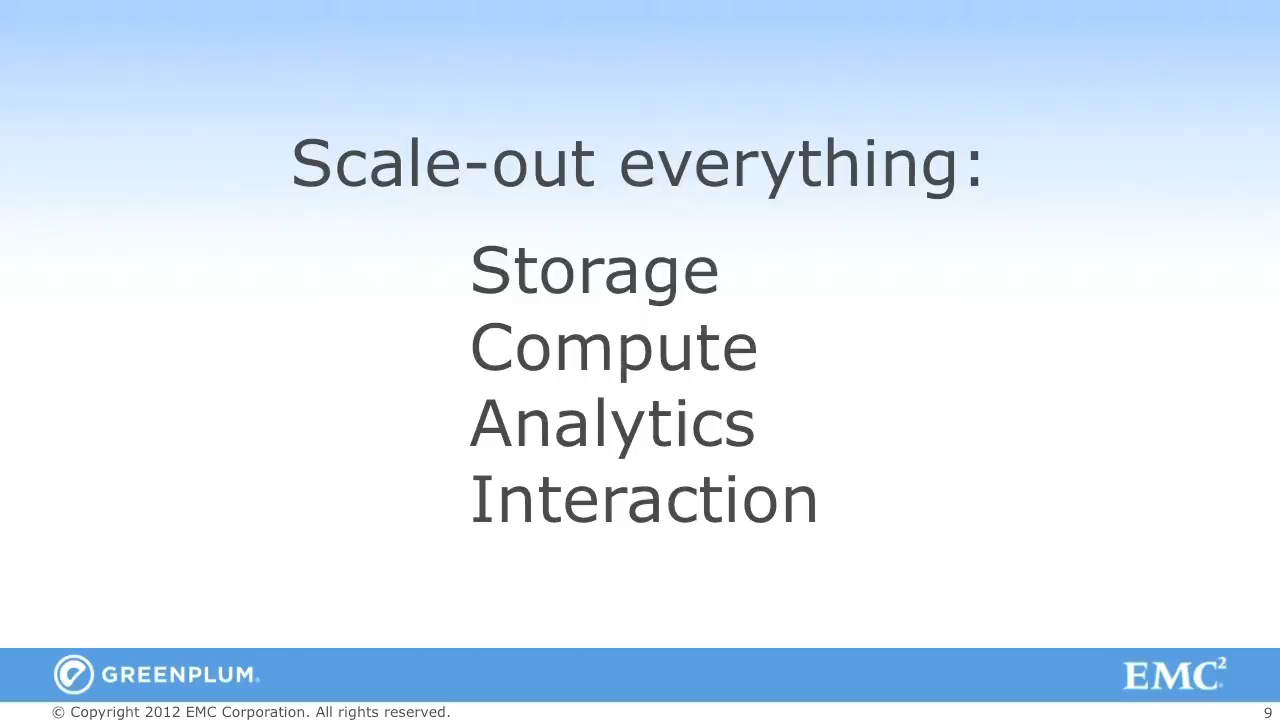 Scale-out everything:
Storage
Compute
Analytics
Interaction
GREENPLUM®
EMC²®
© Copyright 2012 EMC Corporation. All rights reserved.
9